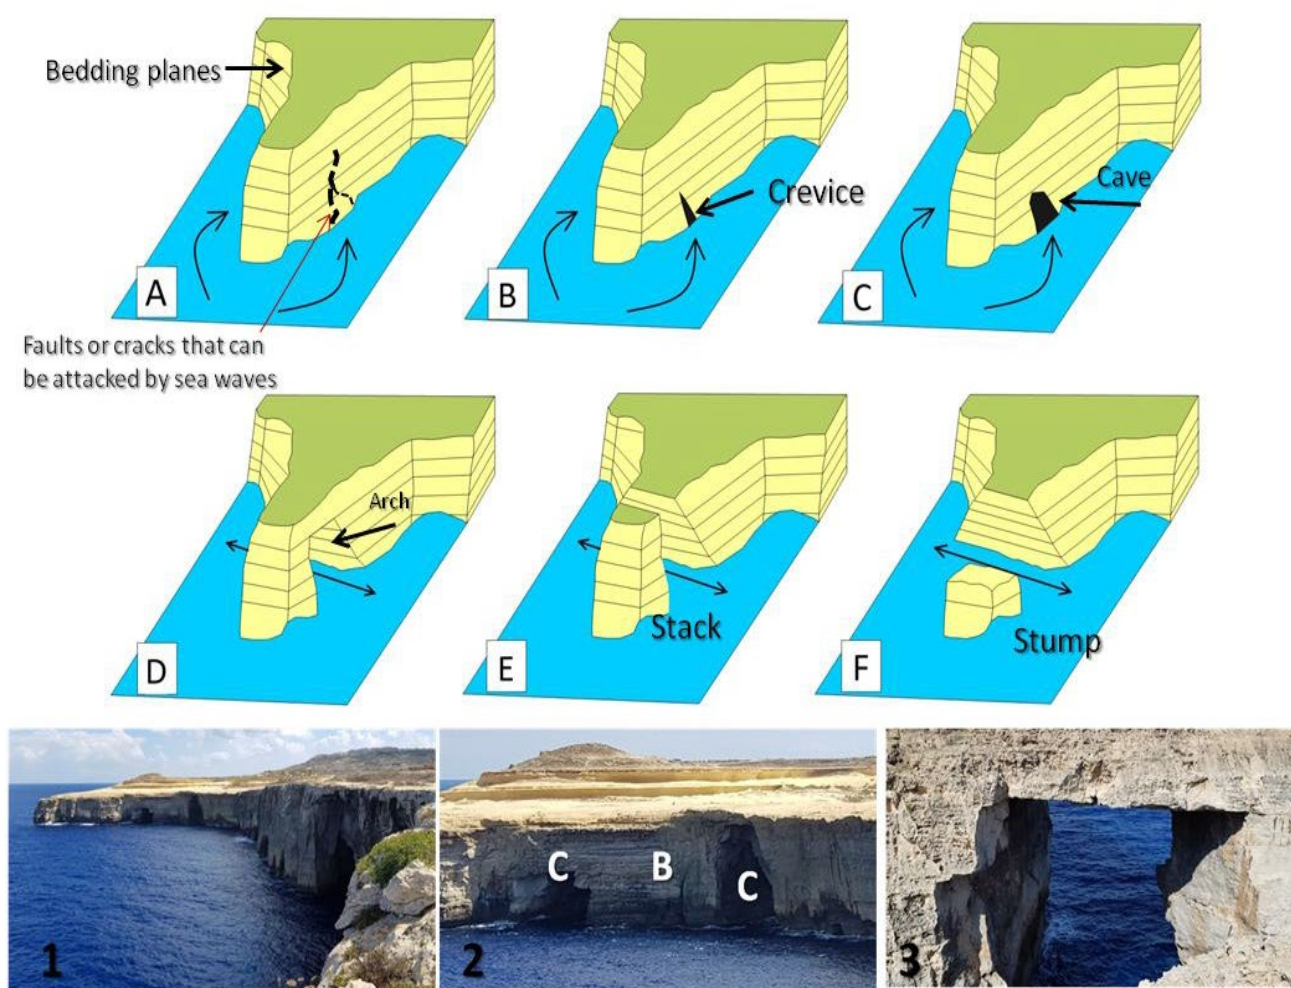 Bedding planes
A
Faults or cracks that can
be attacked by sea waves
Crevice
B
Cave
C
Arch
D
Stack
E
Stump
F
1
C B C
2
3